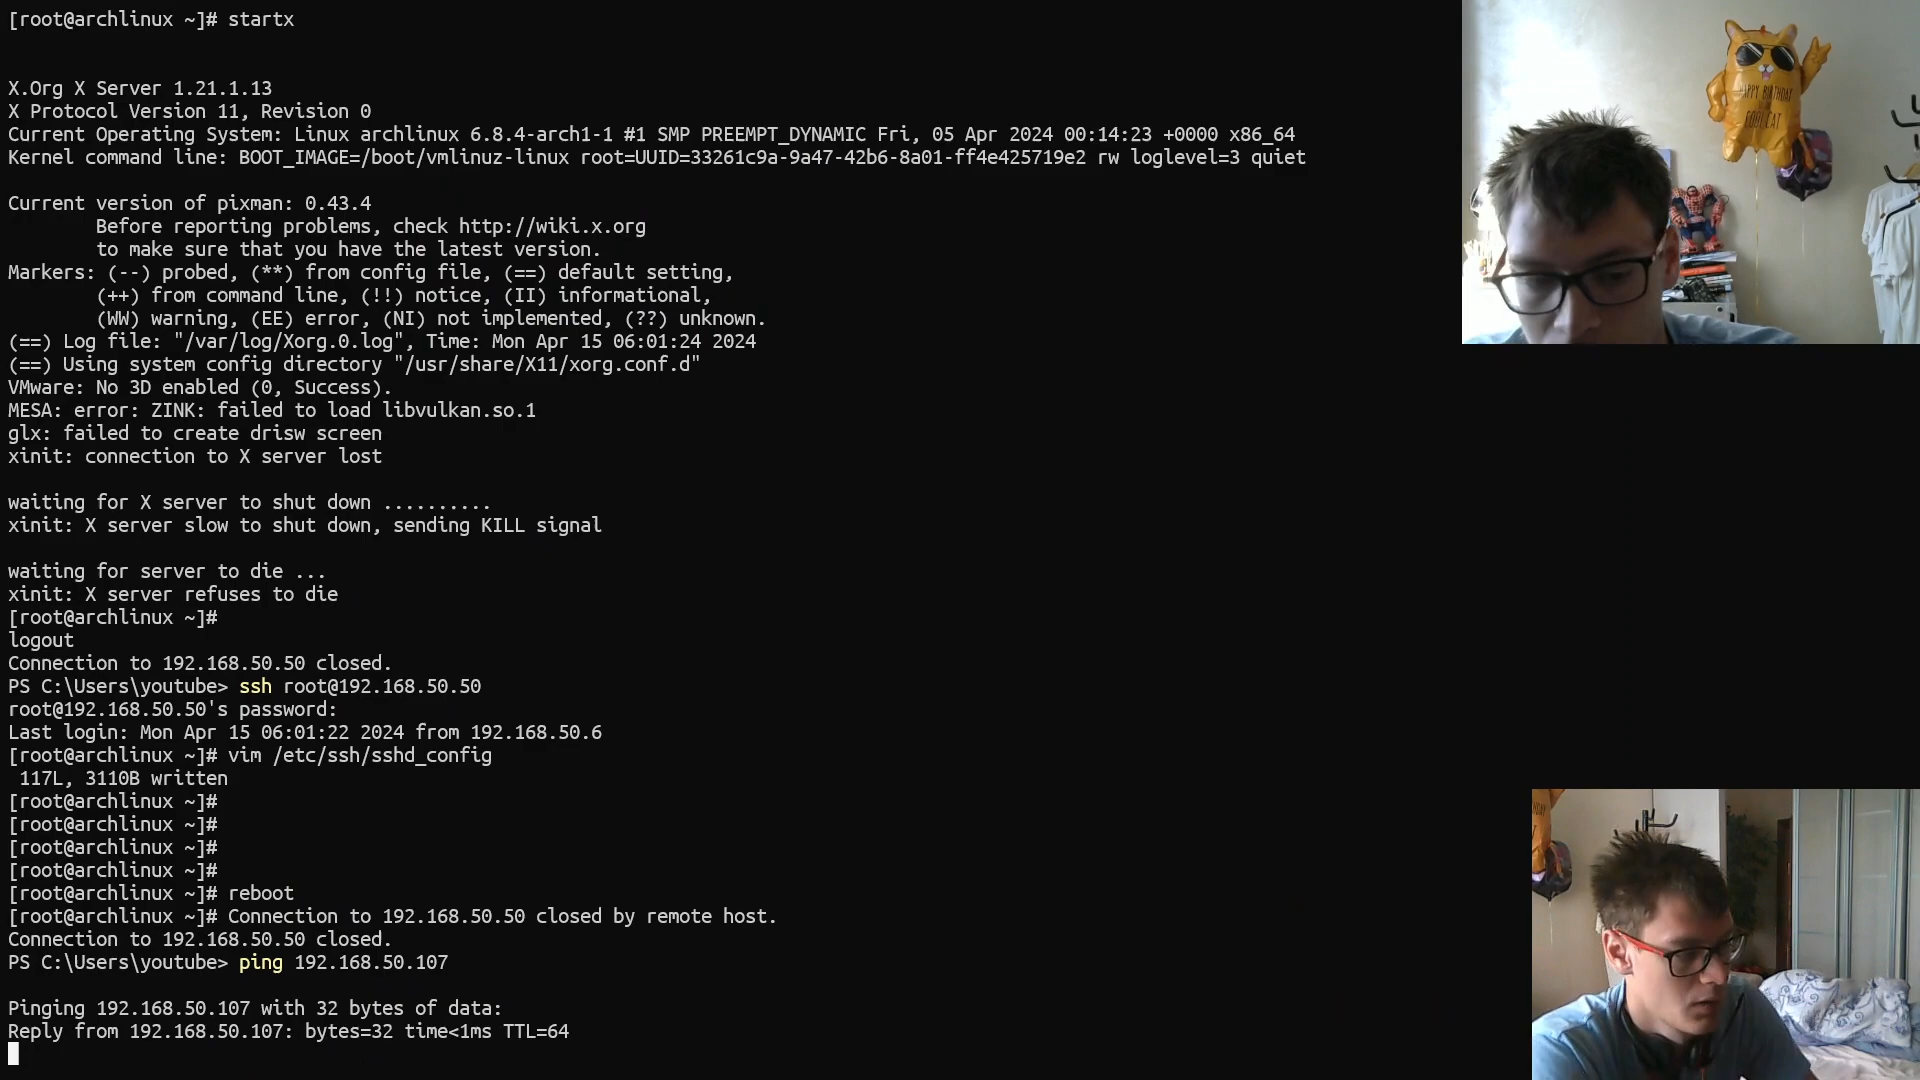 [root@archlinux ~]# startx
X.Org X Server 1.21.1.13
X Protocol Version 11, Revision 0
Current Operating System: Linux archlinux 6.8.4-arch1-1 #1 SMP PREEMPT_DYNAMIC Fri, 05 Apr 2024 00:14:23 +0000 x86_64
Kernel command line: BOOT_IMAGE=/boot/vmlinuz-linux root=UUID=33261c9a-9a47-42b6-8a01-ff4e425719e2 rw loglevel=3 quiet
Current version of pixman: 0.43.4
Before reporting problems, check http://wiki.x.org
to make sure that you have the latest version.
Markers: (--) probed, (**) from config file, (==) default setting,
(++) from command line, (!!) notice, (II) informational,
(WW) warning, (EE) error, (NI) not implemented, (??) unknown.
(==) Log file: "/var/log/Xorg.0.log", Time: Mon Apr 15 06:01:24 2024
(==) Using system config directory "/usr/share/X11/xorg.conf.d"
VMware: No 3D enabled (0, Success).
MESA: error: ZINK: failed to load libvulkan.so.1
glx: failed to create drisw screen
xinit: connection to X server lost
waiting for X server to shut down ..........
xinit: X server slow to shut down, sending KILL signal
waiting for server to die ...
xinit: X server refuses to die
[root@archlinux ~]#
logout
Connection to 192.168.50.50 closed.
PS C:\Users\youtube> ssh root@192.168.50.50
root@192.168.50.50's password:
Last login: Mon Apr 15 06:01:22 2024 from 192.168.50.6
[root@archlinux ~]# vim /etc/ssh/sshd_config
117L, 3110B written
[root@archlinux ~]#
[root@archlinux ~]#
[root@archlinux ~]#
[root@archlinux ~]#
[root@archlinux ~]# reboot
[root@archlinux ~]# Connection to 192.168.50.50 closed by remote host.
Connection to 192.168.50.50 closed.
PS C:\Users\youtube> ping 192.168.50.107
Pinging 192.168.50.107 with 32 bytes of data:
Reply from 192.168.50.107: bytes=32 time<1ms TTL=64
HAPPY BIRTHDAY
COOL CAT